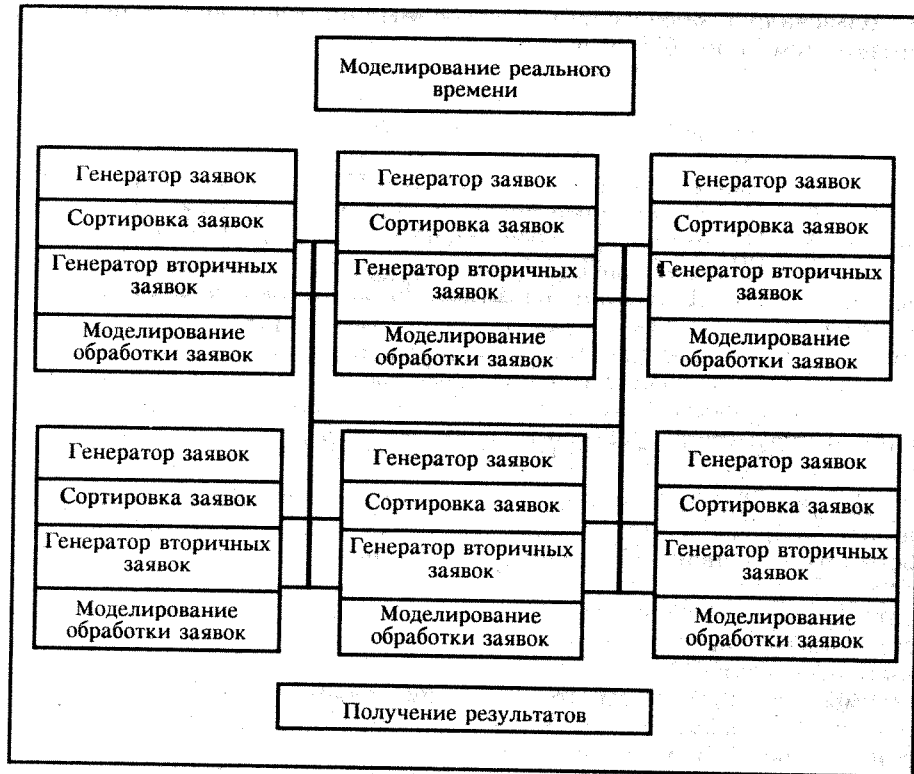 Моделирование реального
времени
Генератор заявок
Сортировка заявок
Генератор вторичных
заявок
Моделирование
обработки заявок
Генератор заявок
Сортировка заявок
Генератор вторичных
заявок
Моделирование
обработки заявок
Генератор заявок
Сортировка заявок
Генератор вторичных
заявок
Моделирование
обработки заявок
Генератор заявок
Сортировка заявок
Генератор вторичных
заявок
Моделирование
обработки заявок
Генератор заявок
Сортировка заявок
Генератор вторичных
заявок
Моделирование
обработки заявок
Генератор заявок
Сортировка заявок
Генератор вторичных
заявок
Моделирование
обработки заявок
Получение результатов